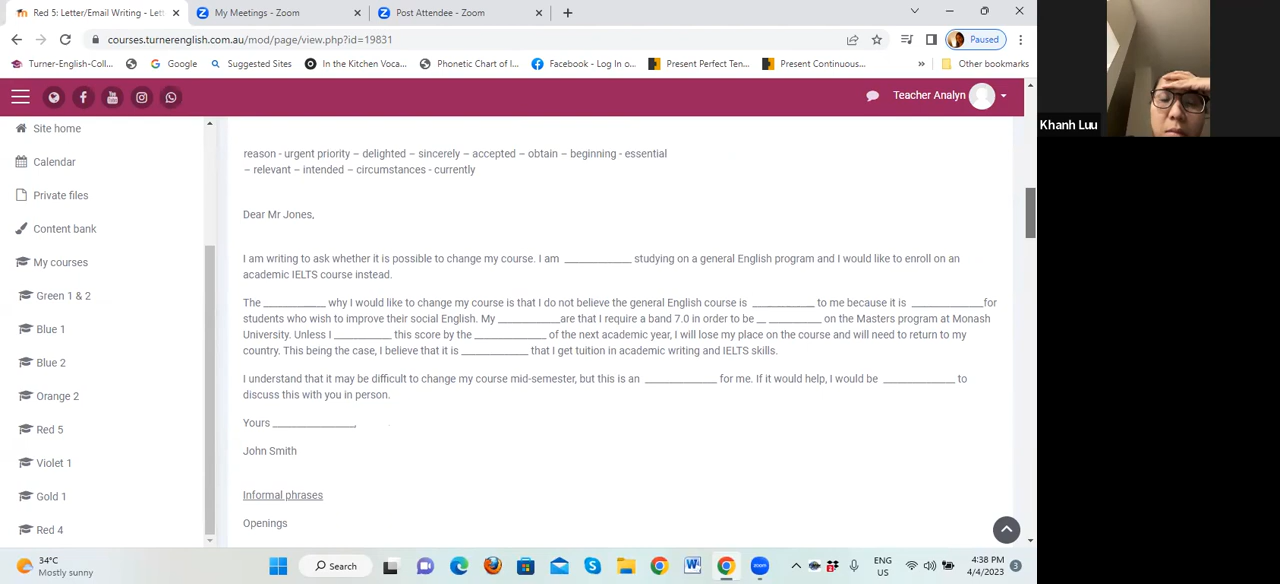 Red 5: Letter/Email Writing - Lett
My Meetings - Zoom
Post Attendee - Zoom
courses.turnerenglish.com.au/mod/page/view.php?id=19831
Paused
Turner-English-Coll...
Google
Suggested Sites
In the Kitchen Voca...
Phonetic Chart of I...
Facebook - Log In o...
Present Perfect Ten...
Present Continuous...
»
Other bookmarks
Teacher Analyn
Khanh Luu
Site home
Calendar
Private files
Content bank
My courses
Green 1 & 2
Blue 1
Blue 2
Orange 2
Red 5
Violet 1
Gold 1
Red 4
reason - urgent priority – delighted – sincerely – accepted – obtain – beginning - essential
– relevant – intended – circumstances - currently
Dear Mr Jones,
I am writing to ask whether it is possible to change my course. I am ____________ studying on a general English program and I would like to enroll on an
academic IELTS course instead.
The ___________ why I would like to change my course is that I do not believe the general English course is ___________ to me because it is _____________for
students who wish to improve their social English. My ___________are that I require a band 7.0 in order to be __ __________ on the Masters program at Monash
University. Unless I __________ this score by the _____________ of the next academic year, I will lose my place on the course and will need to return to my
country. This being the case, I believe that it is ____________ that I get tuition in academic writing and IELTS skills.
I understand that it may be difficult to change my course mid-semester, but this is an _____________ for me. If it would help, I would be _____________ to
discuss this with you in person.
Yours _______________,
John Smith
Informal phrases
Openings
34°C
Mostly sunny
Search
ENG
US
4:38 PM
4/4/2023
3